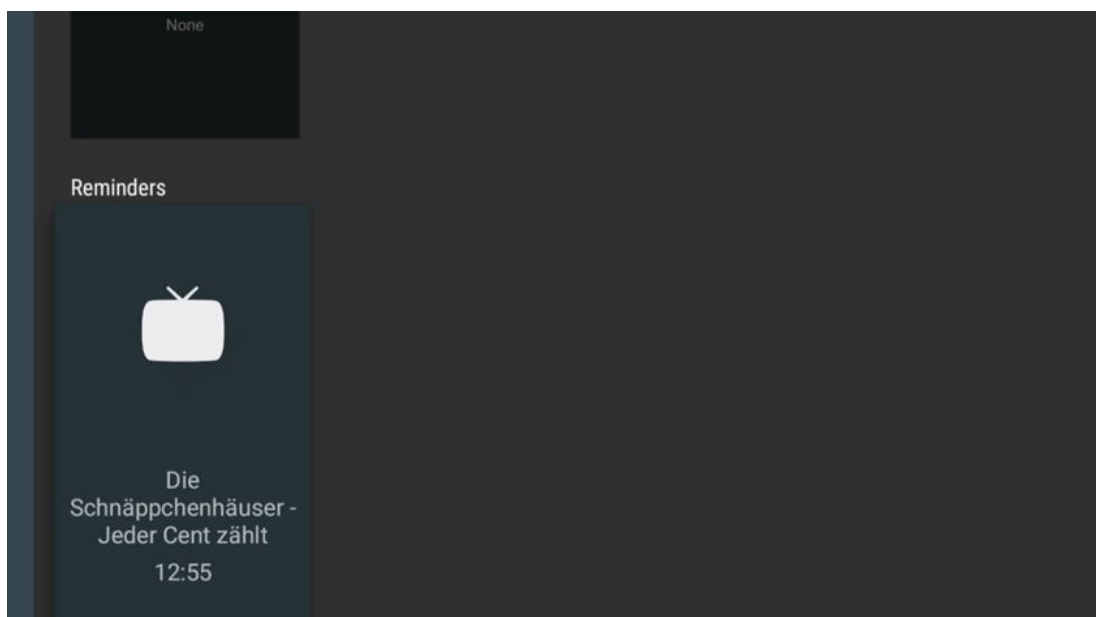 None
Reminders
Die
Schnäppchenhäuser -
Jeder Cent zählt
12:55